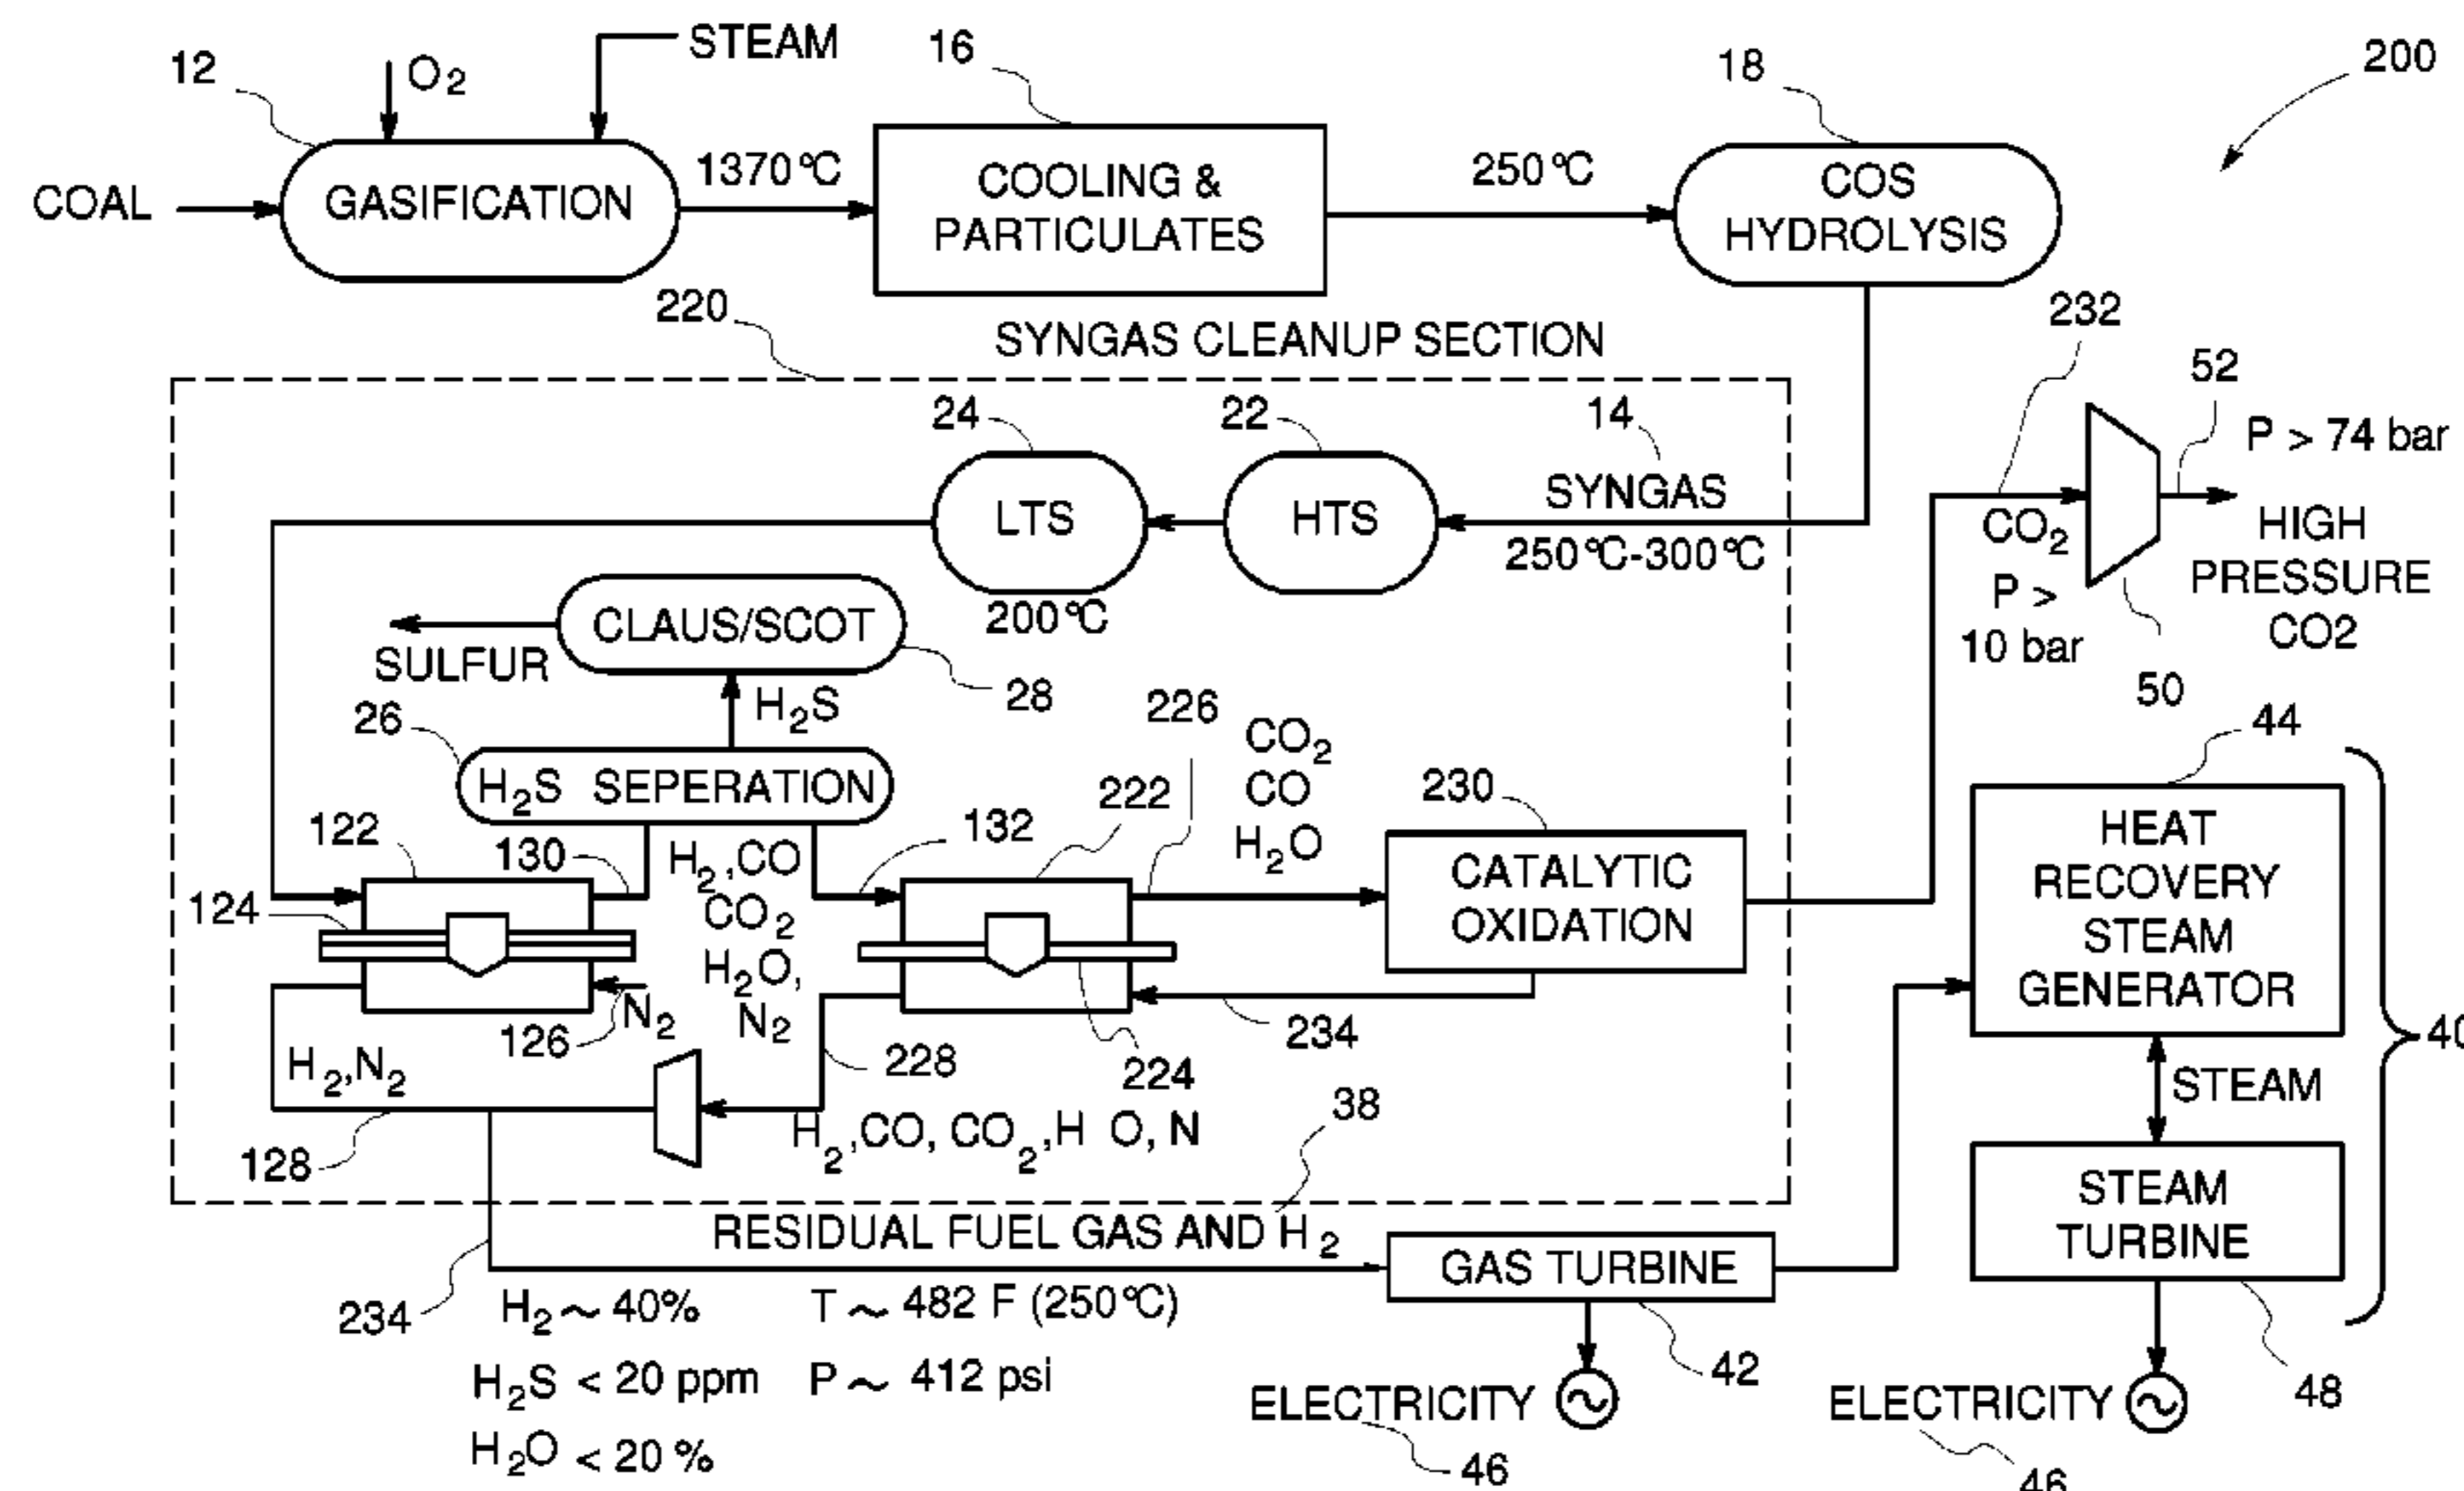 12
O2
STEAM
16
18
200
COAL
GASIFICATION
1370°C
COOLING &
PARTICULATES
250°C
COS
HYDROLYSIS
220
SYNGAS CLEANUP SECTION
232
52
24
22
14
P > 74 bar
LTS
HTS
SYNGAS
250°C-300°C
200°C
CO2
P >
10 bar
HIGH
PRESSURE
CO2
50
CLAUS/SCOT
SULFUR
28
H2S
26
H2S SEPERATION
226
CO2
CO
H2O
222
230
44
122
130
H2,CO
CO2
H2O,
N2
132
CATALYTIC
OXIDATION
HEAT
RECOVERY
STEAM
GENERATOR
124
126
N2
234
40
H2,N2
228
224
STEAM
128
H2,CO, CO2,H O, N
38
STEAM
TURBINE
RESIDUAL FUEL GAS AND H2
GAS TURBINE
234
H2 ~ 40%
T ~ 482 F (250°C)
H2S < 20 ppm
P ~ 412 psi
H2O < 20 %
42
48
ELECTRICITY
46
ELECTRICITY
46